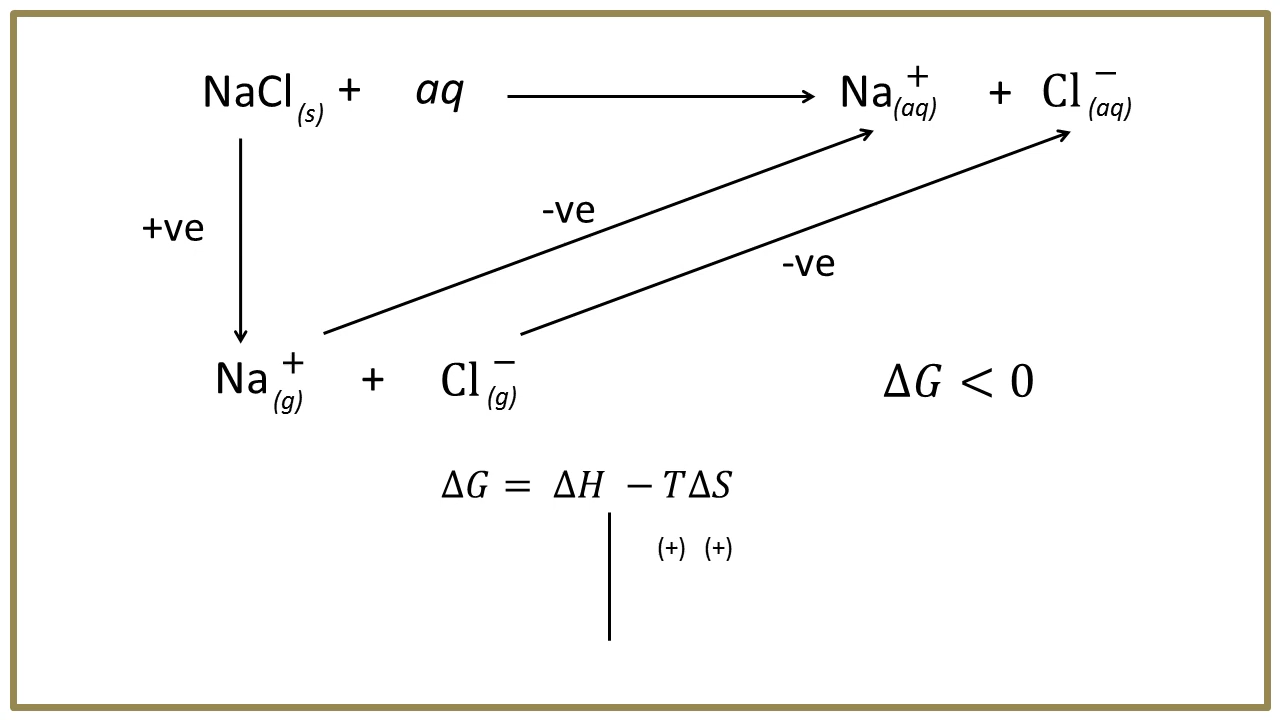 NaCl(s) + aq Na⁺(aq) + Cl⁻(aq)
+ve
-ve
-ve
Na⁺(g) + Cl⁻(g)
ΔG < 0
ΔG = ΔH − TΔS
(+) (+)